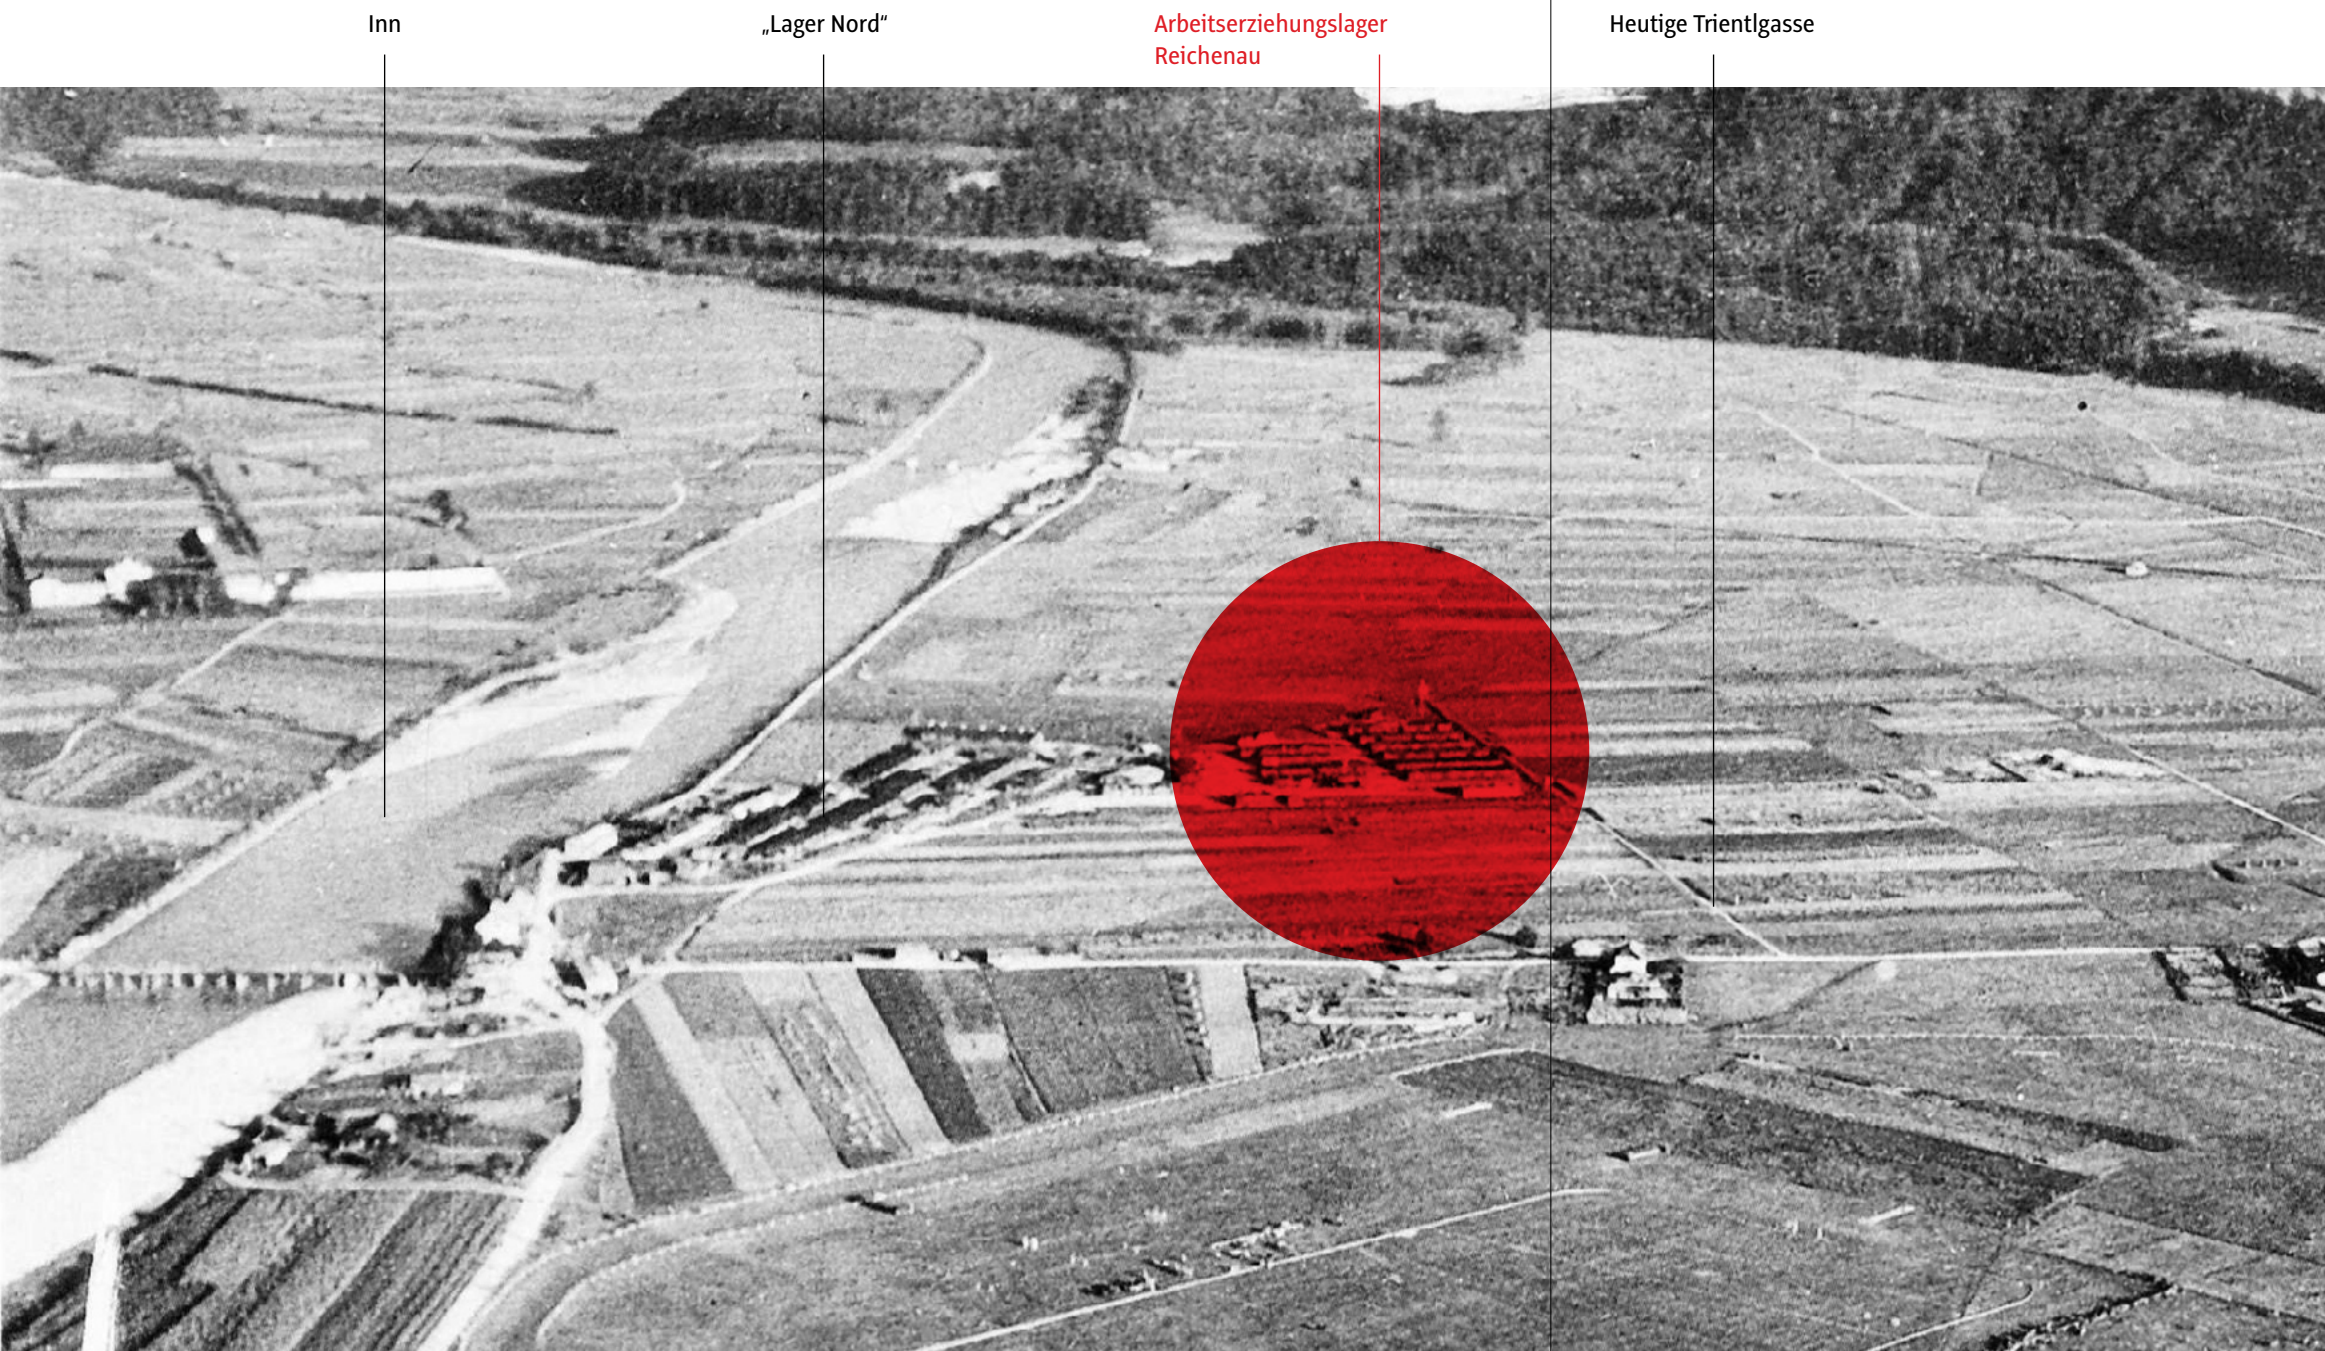 Inn
„Lager Nord“
Arbeitserziehungslager
Reichenau
Heutige Trientlgasse